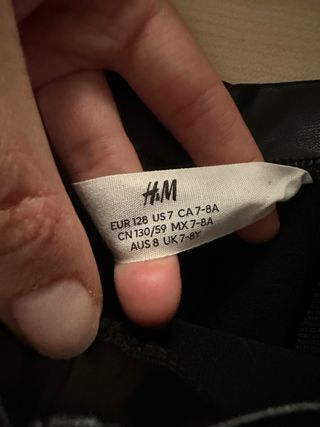 H&M
EUR 128 US 7 CA 7-8A
CN 130/59 MX 7-8A
AUS 8 UK 7-8Y